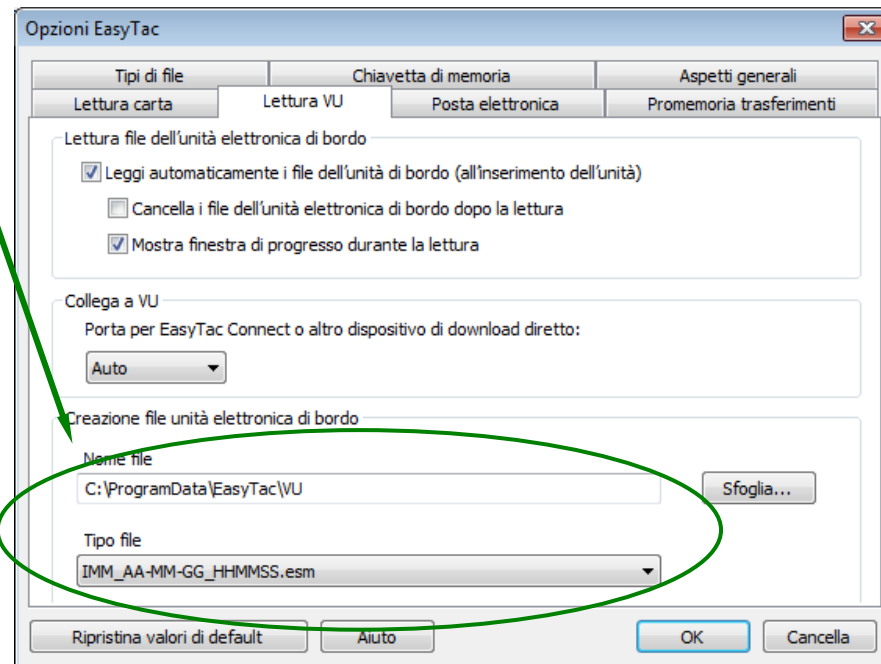 Opzioni EasyTac
Tipi di file Chiavetta di memoria Aspetti generali
Lettura carta Lettura VU Posta elettronica Promemoria trasferimenti
Lettura file dell'unità elettronica di bordo
Leggi automaticamente i file dell'unità di bordo (all'inserimento dell'unità)
Cancella i file dell'unità elettronica di bordo dopo la lettura
Mostra finestra di progresso durante la lettura
Collega a VU
Porta per EasyTac Connect o altro dispositivo di download diretto:
Auto
Creazione file unità elettronica di bordo
Nome file
C:\ProgramData\EasyTac\VU
Sfoglia...
Tipo file
IMM_AA-MM-GG_HHMMSS.esm
Ripristina valori di default Aiuto OK Cancella